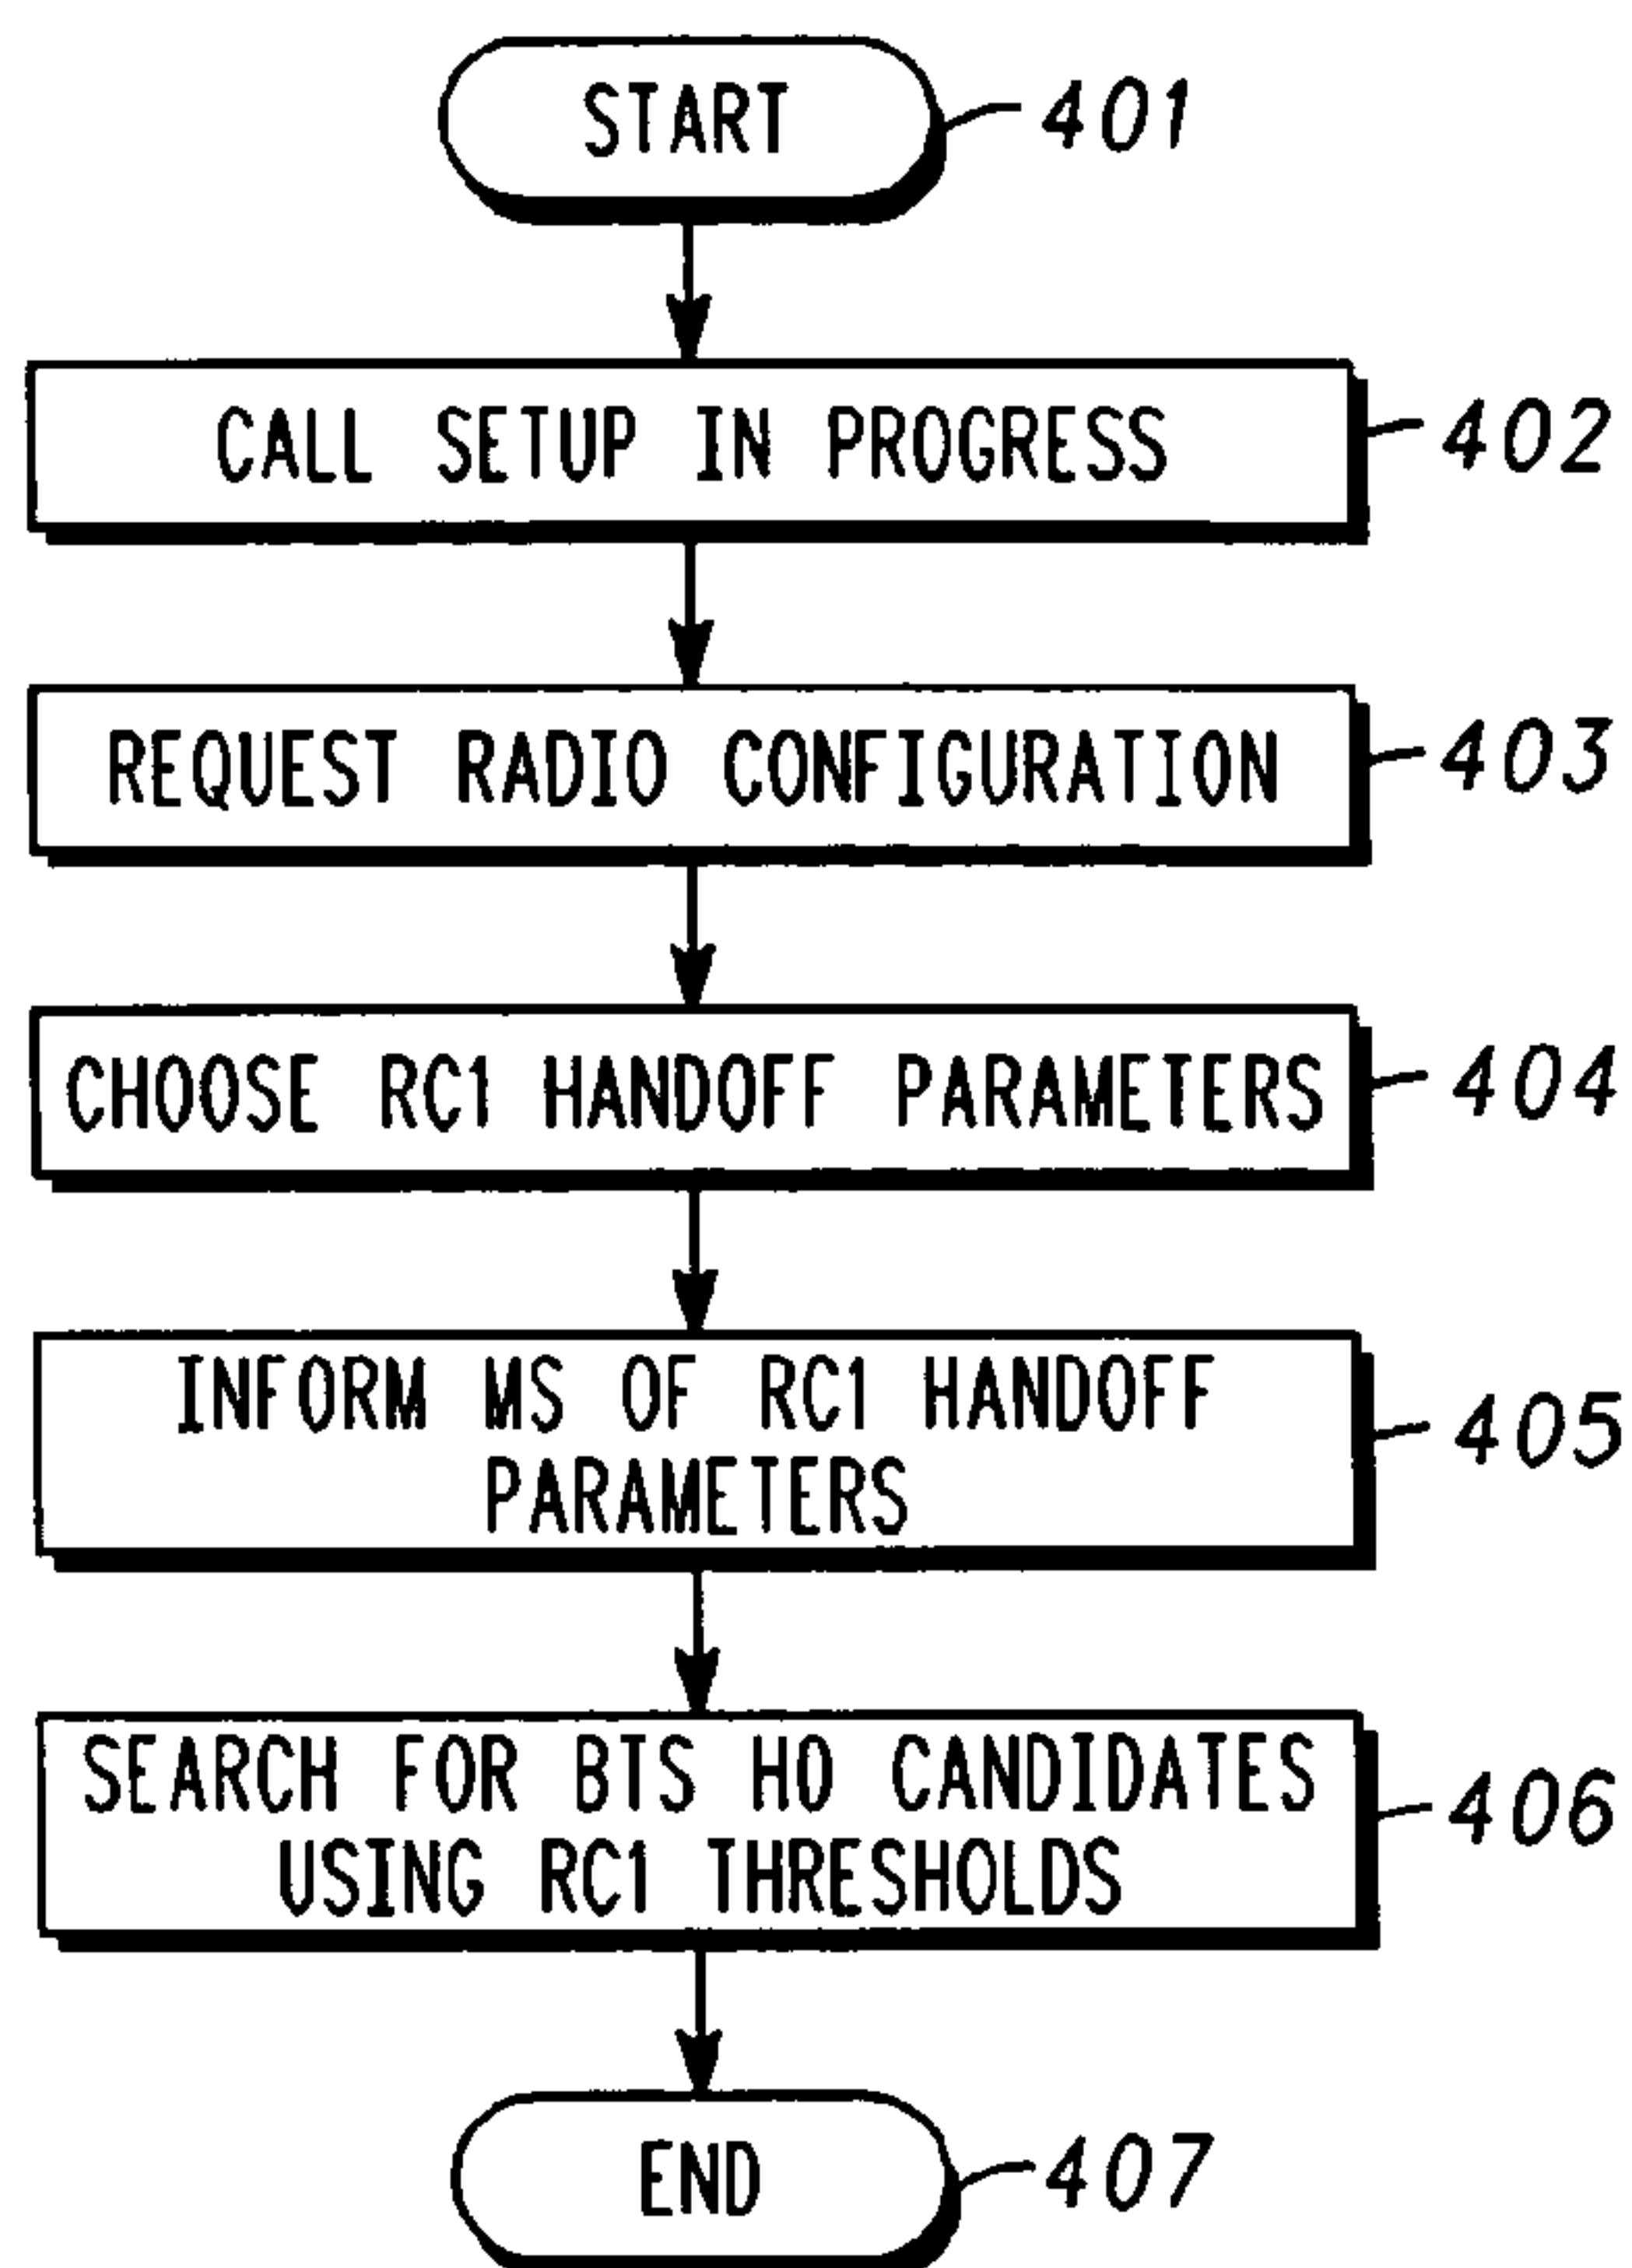 START
401
CALL SETUP IN PROGRESS
402
REQUEST RADIO CONFIGURATION
403
CHOOSE RC1 HANDOFF PARAMETERS
404
INFORM MS OF RC1 HANDOFF
PARAMETERS
405
SEARCH FOR BTS HO CANDIDATES
USING RC1 THRESHOLDS
406
END
407